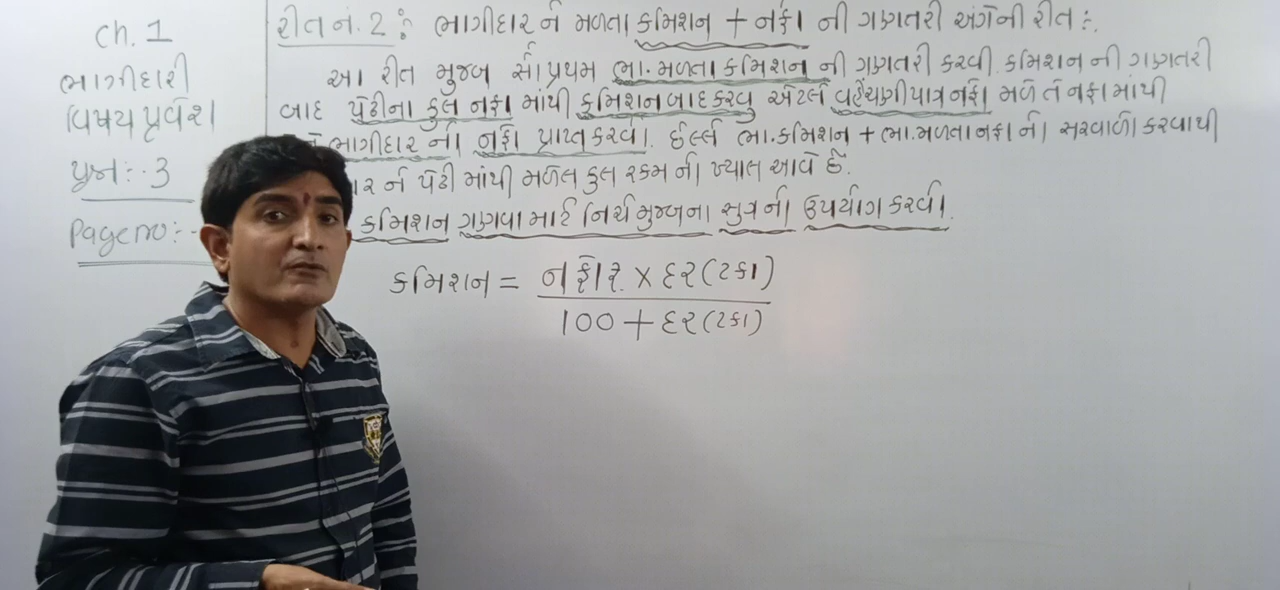 ch. 1
ભાગીદારી
વિષય પ્રવેશ
પ્રશ્ન:- 3
Page no:-
રીત નં. 2 : ભાગીદારને મળતા કમિશન + નફા ની ગણતરી અંગેની રીત :-
આ રીત મુજબ સૌપ્રથમ ભા. મળતા કમિશન ની ગણતરી કરવી. કમિશન ની ગણતરી
બાદ પેઢીના કુલ નફા માંથી કમિશન બાદ કરવુ એટલે વહેંચણીપાત્ર નફો મળે તે નફા માંથી
ભાગીદાર નો નફો પ્રાપ્ત કરવો. છેલ્લે ભા.કમિશન + ભા.મળતા નફા નો સરવાળો કરવાથી
ને પેઢી માંથી મળેલ કુલ રકમ નો ખ્યાલ આવે છે.
કમિશન ગણવા માટે નિચે મુજબના સુત્રનો ઉપયોગ કરવો.
કમિશન = નફો રૂ. × દર (ટકા)
100 + દર (ટકા)